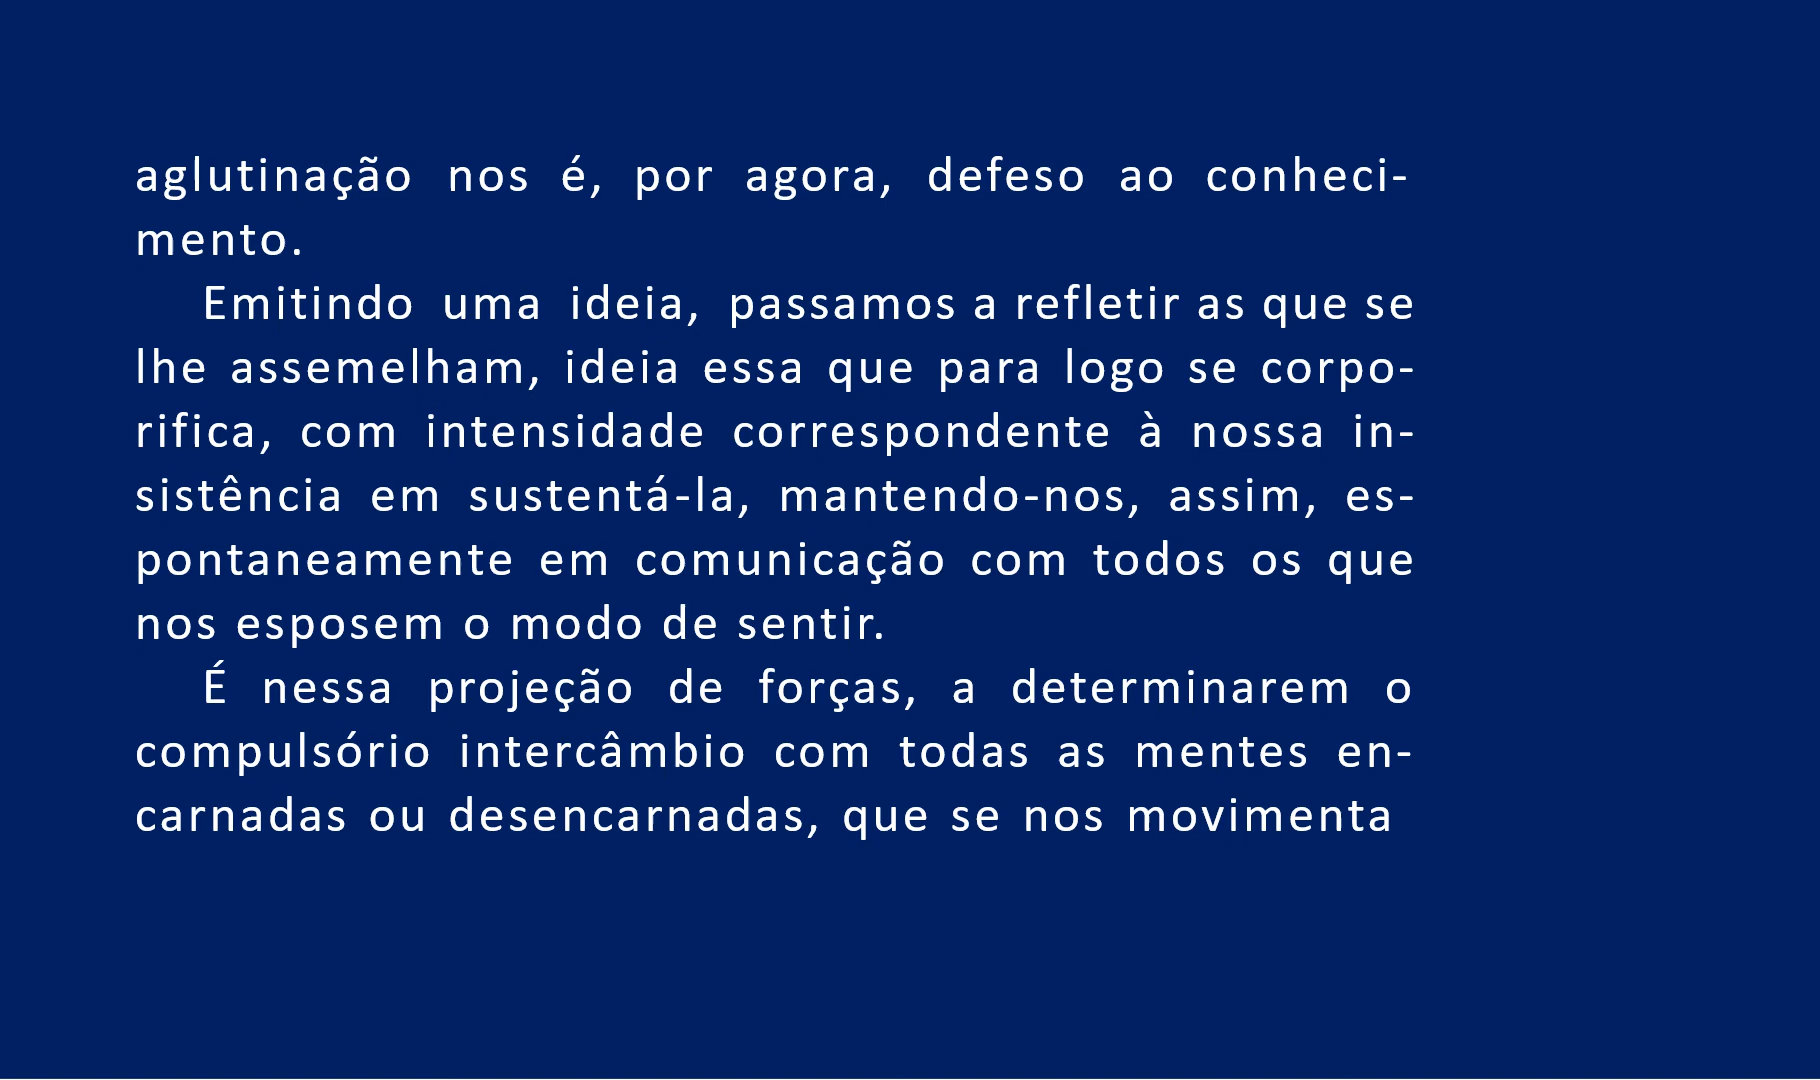 aglutinação nos é, por agora, defeso ao conheci-
mento.
Emitindo uma ideia, passamos a refletir as que se
lhe assemelham, ideia essa que para logo se corpo-
rifica, com intensidade correspondente à nossa in-
sistência em sustentá-la, mantendo-nos, assim, es-
pontaneamente em comunicação com todos os que
nos esposem o modo de sentir.
É nessa projeção de forças, a determinarem o
compulsório intercâmbio com todas as mentes en-
carnadas ou desencarnadas, que se nos movimenta